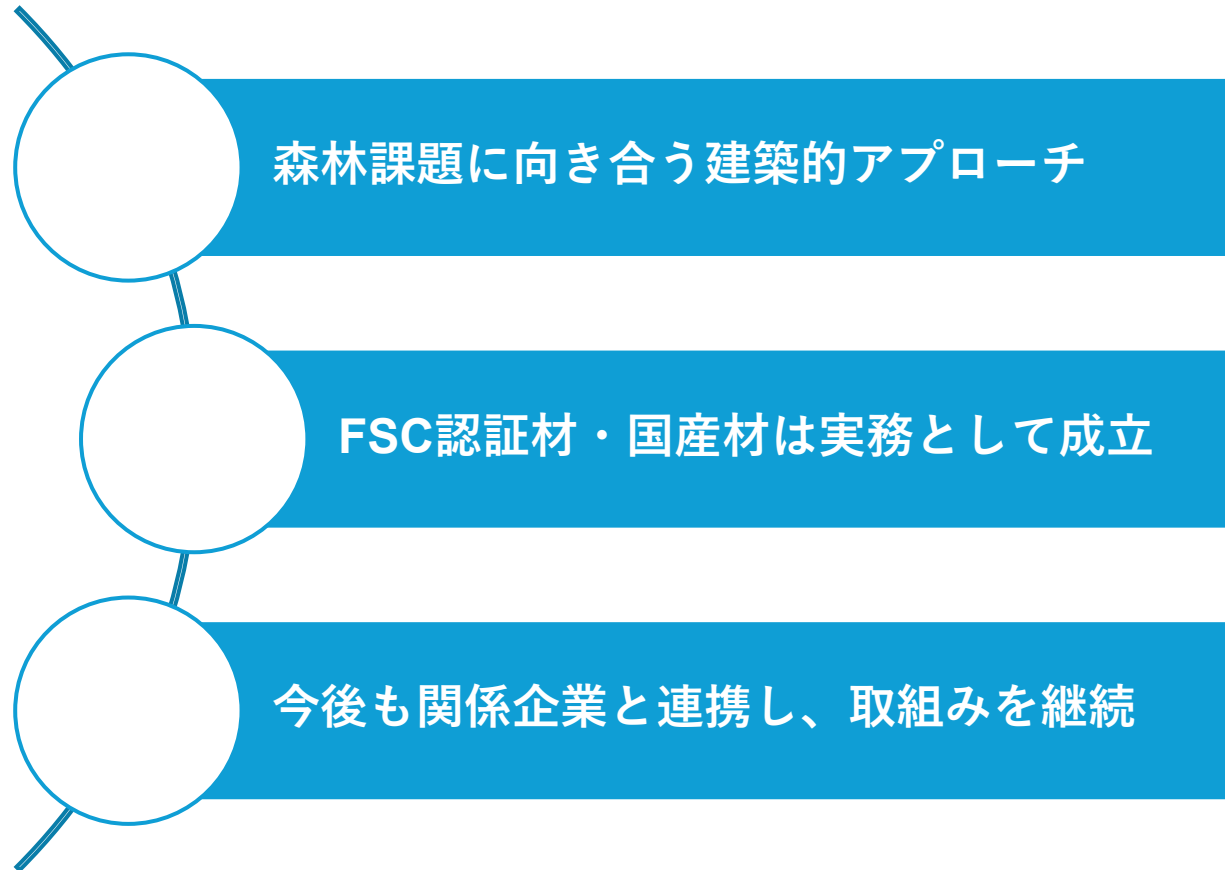 森林課題に向き合う建築的アプローチ
FSC認証材・国産材は実務として成立
今後も関係企業と連携し、取組みを継続